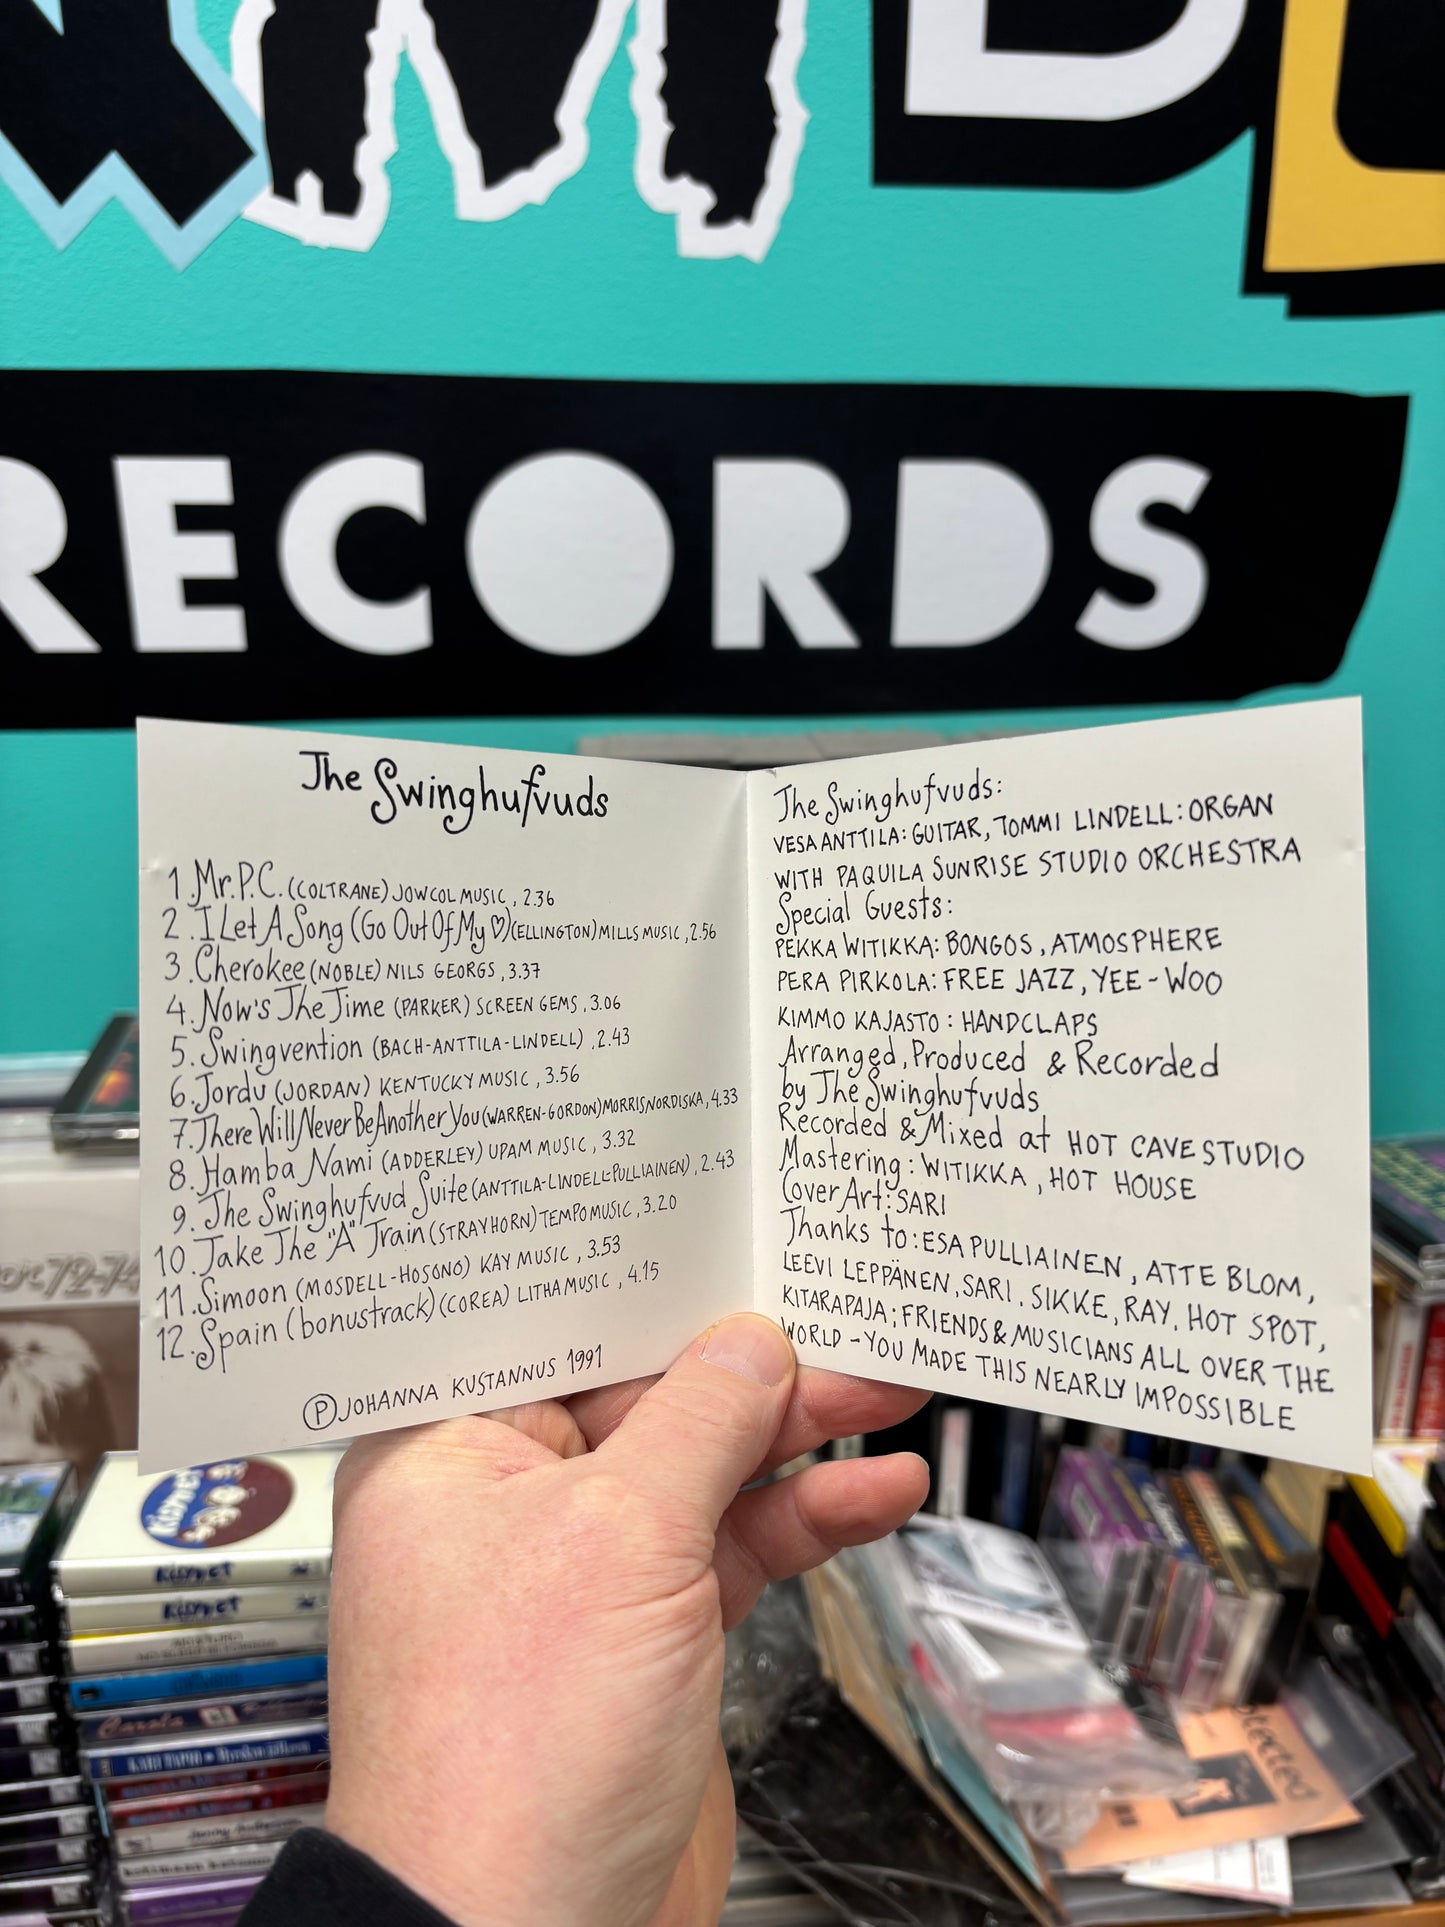 RECORDS
The Swinghufvuds
1. Mr. P.C. (COLTRANE) JOWCOL MUSIC, 2.36
2. I Let A Song (Go Out Of My ♡) (ELLINGTON) MILLS MUSIC, 2.56
3. Cherokee (NOBLE) NILS GEORGS, 3.37
4. Now's The Time (PARKER) SCREEN GEMS, 3.06
5. Swingvention (BACH-ANTTILA-LINDELL), 2.43
6. Jordu (JORDAN) KENTUCKY MUSIC, 3.56
7. There Will Never Be Another You (WARREN-GORDON) MORRIS NORDISKA, 4.33
8. Hamba Nami (ADDERLEY) UPAM MUSIC, 3.32
9. The Swinghufvud Suite (ANTTILA-LINDELL-PULLIAINEN), 2.43
10. Take The "A" Train (STRAYHORN) TEMPO MUSIC, 3.20
11. Simoon (MOSDELL-HOSONO) KAY MUSIC, 3.53
12. Spain (bonustrack) (COREA) LITHA MUSIC, 4.15
Ⓟ JOHANNA KUSTANNUS 1991
The Swinghufvuds:
VESA ANTTILA: GUITAR, TOMMI LINDELL: ORGAN
WITH PAQUILA SUNRISE STUDIO ORCHESTRA
Special Guests:
PEKKA WITIKKA: BONGOS, ATMOSPHERE
PERA PIRKOLA: FREE JAZZ, YEE-WOO
KIMMO KAJASTO: HANDCLAPS
Arranged, Produced & Recorded
by The Swinghufvuds
Recorded & Mixed at HOT CAVE STUDIO
Mastering: WITIKKA, HOT HOUSE
Cover Art: SARI
Thanks to: ESA PULLIAINEN, ATTE BLOM,
LEEVI LEPPÄNEN, SARI, SIKKE, RAY, HOT SPOT,
KITARAPAJA; FRIENDS & MUSICIANS ALL OVER THE
WORLD - YOU MADE THIS NEARLY IMPOSSIBLE
72-74
Kispet
Kispet
Kispet